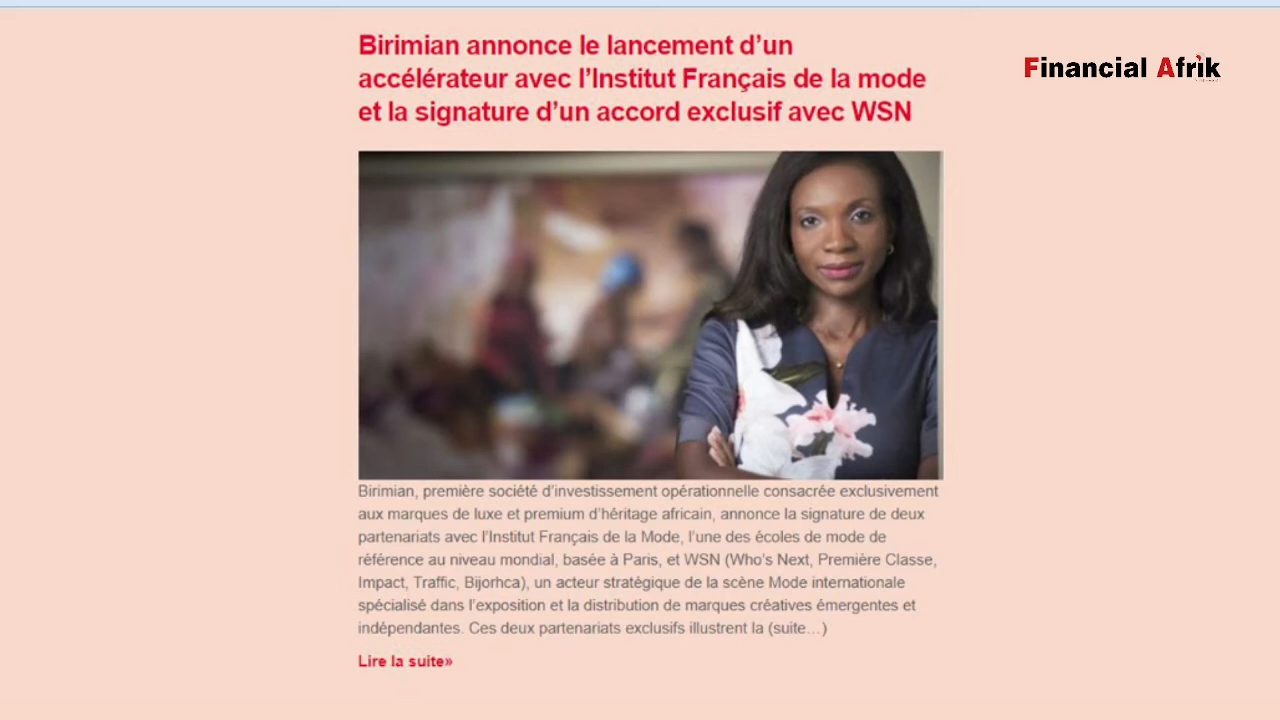 Birimian annonce le lancement d’un
accélérateur avec l’Institut Français de la mode
et la signature d’un accord exclusif avec WSN
Financial Afrik
Birimian, première société d’investissement opérationnelle consacrée exclusivement
aux marques de luxe et premium d’héritage africain, annonce la signature de deux
partenariats avec l’Institut Français de la Mode, l’une des écoles de mode de
référence au niveau mondial, basée à Paris, et WSN (Who’s Next, Première Classe,
Impact, Traffic, Bijorhca), un acteur stratégique de la scène Mode internationale
spécialisé dans l’exposition et la distribution de marques créatives émergentes et
indépendantes. Ces deux partenariats exclusifs illustrent la (suite…)
Lire la suite»